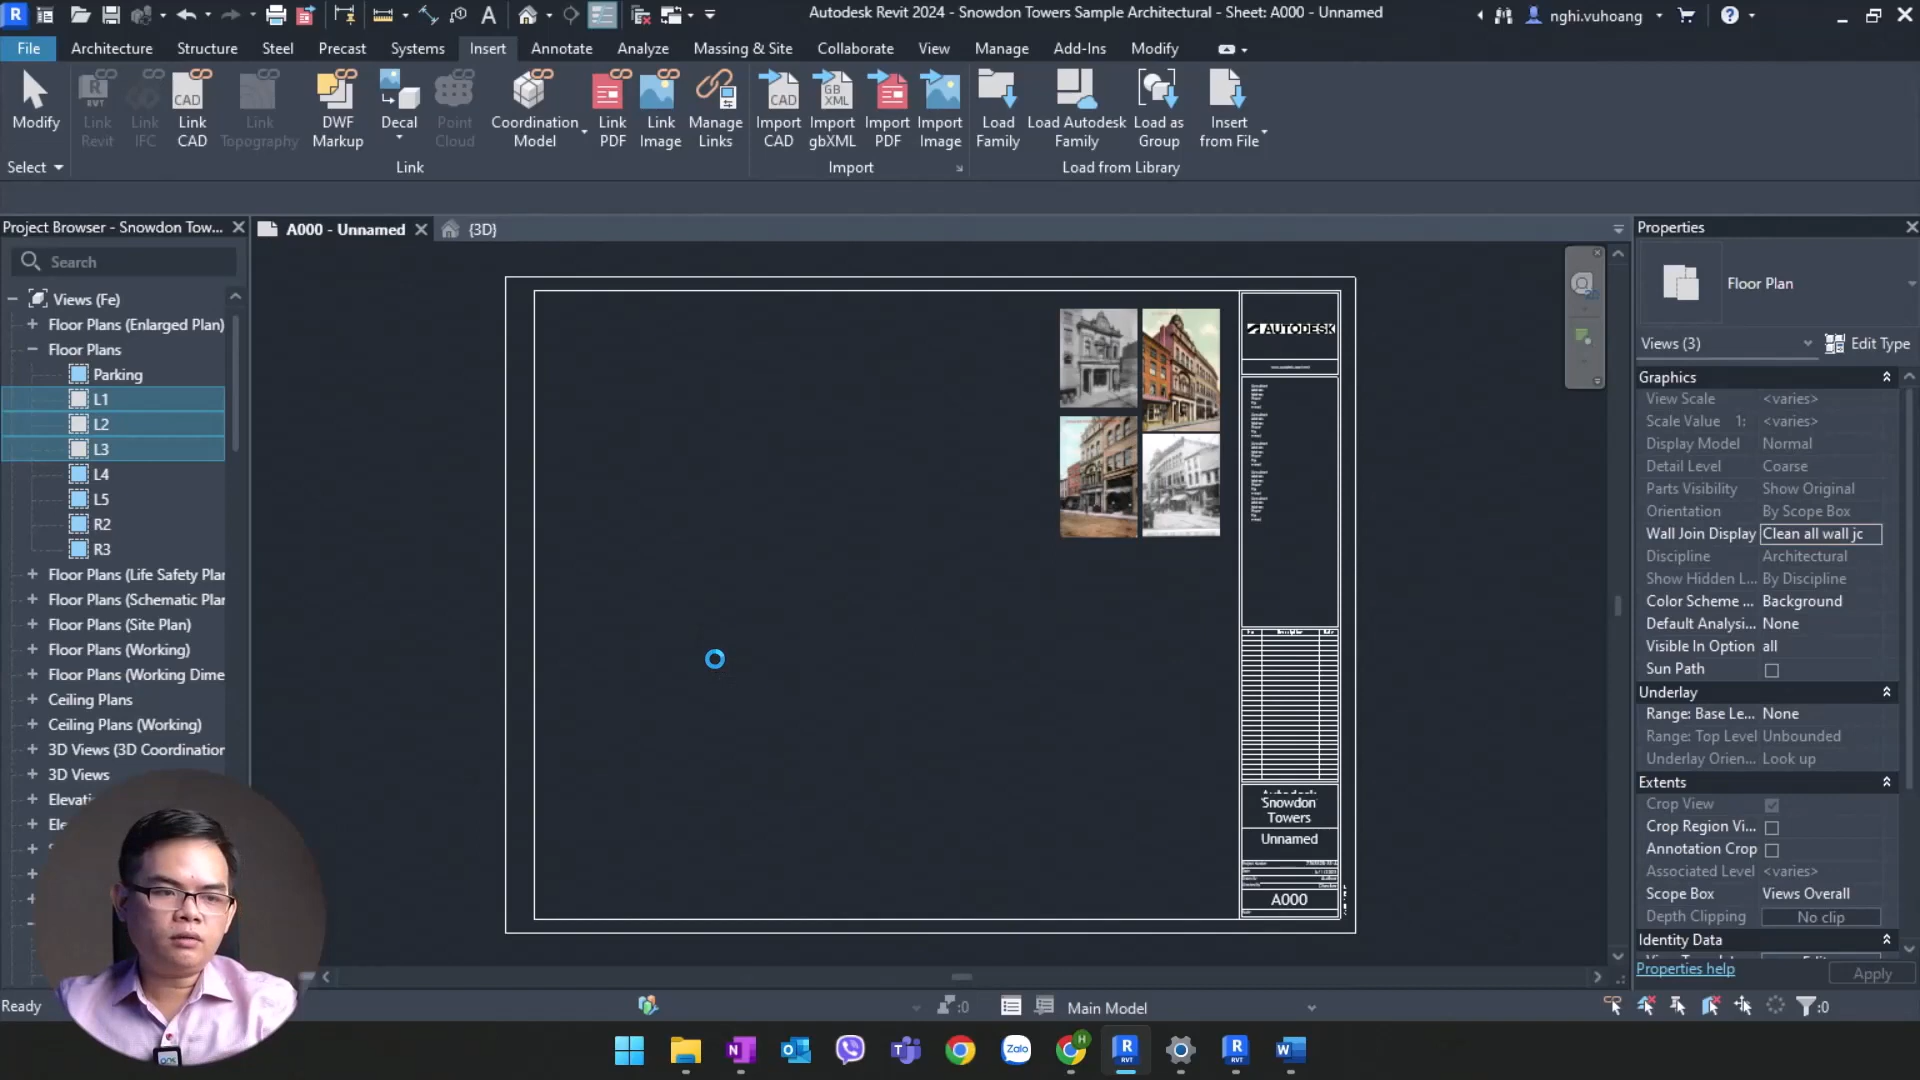 Autodesk Revit 2024 - Snowdon Towers Sample Architectural - Sheet: A000 - Unnamed
nghi.vuhoang
File Architecture Structure Steel Precast Systems Insert Annotate Analyze Massing & Site Collaborate View Manage Add-Ins Modify
Modify
Link Revit
Link IFC
Link CAD
Link Topography
DWF Markup
Decal
Point Cloud
Coordination Model
Link PDF
Link Image
Manage Links
Import CAD
Import gbXML
Import PDF
Import Image
Load Family
Load Autodesk Family
Load as Group
Insert from File
Select
Link
Import
Load from Library
Project Browser - Snowdon Tow...
A000 - Unnamed
{3D}
Properties
Search
Views (Fe)
Floor Plans (Enlarged Plan)
Floor Plans
Parking
L1
L2
L3
L4
L5
R2
R3
Floor Plans (Life Safety Plar
Floor Plans (Schematic Plar
Floor Plans (Site Plan)
Floor Plans (Working)
Floor Plans (Working Dime
Ceiling Plans
Ceiling Plans (Working)
3D Views (3D Coordination
3D Views
Elevati
Ele
AUTODESK
Snowdon
Towers
Unnamed
A000
Floor Plan
Views (3)
Edit Type
Graphics
View Scale <varies>
Scale Value 1: <varies>
Display Model Normal
Detail Level Coarse
Parts Visibility Show Original
Orientation By Scope Box
Wall Join Display Clean all wall jc
Discipline Architectural
Show Hidden L... By Discipline
Color Scheme ... Background
Default Analysi... None
Visible In Option all
Sun Path
Underlay
Range: Base Le... None
Range: Top Level Unbounded
Underlay Orien... Look up
Extents
Crop View
Crop Region Vi...
Annotation Crop
Associated Level <varies>
Scope Box Views Overall
Depth Clipping No clip
Identity Data
Properties help
Apply
Ready
:0
Main Model
:0
Zalo